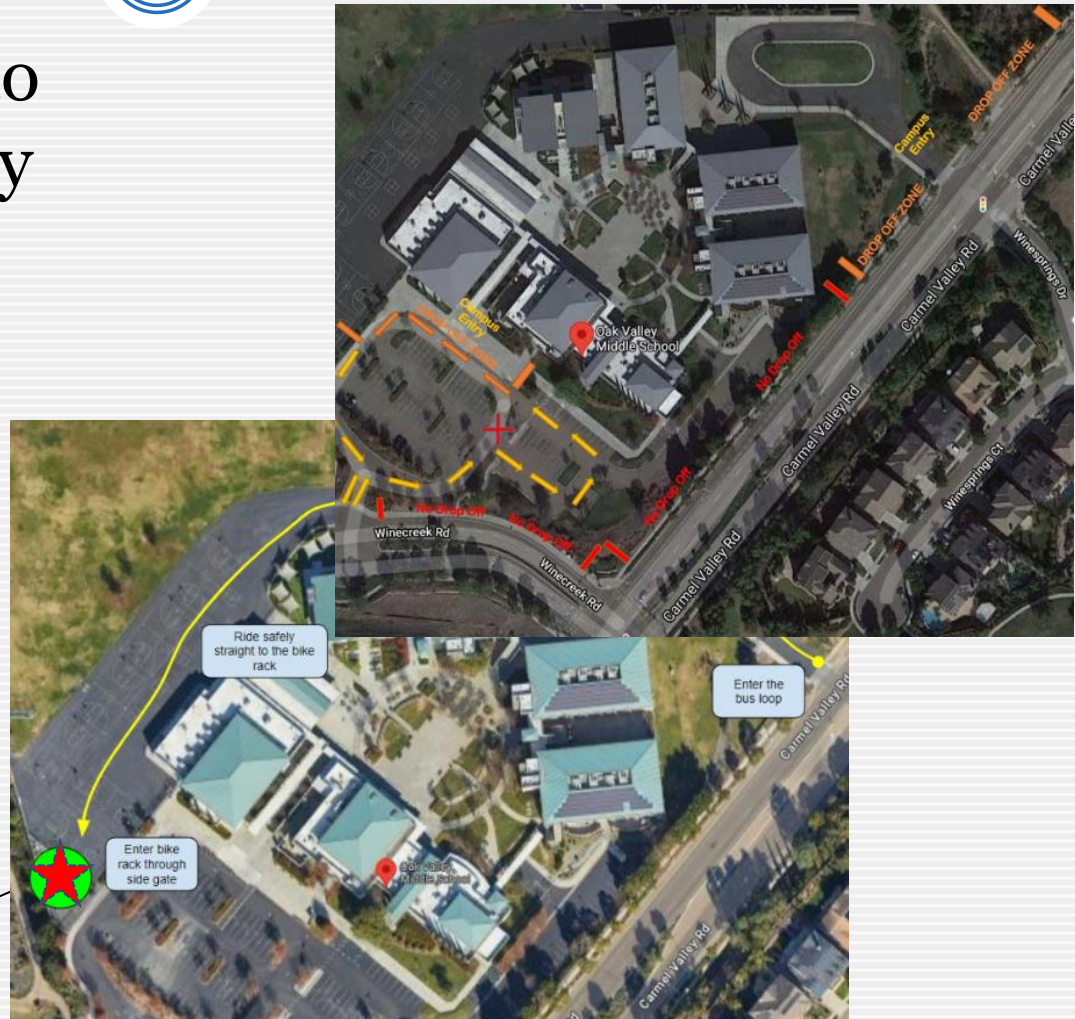 o
y
DROP OFF ZONE
Campus
Entry
Carmel Valley
DROP OFF ZONE
Carmel Valley Rd
Winesprings Dr
Campus
Entry
Oak Valley
Middle School
No Drop Off
Carmel Valley Rd
Winesprings Ct
Carmel Valley Rd
No Drop Off
No Drop Off
No Drop Off
Winecreek Rd
Winecreek Rd
Carmel Valley Rd
Ride safely
straight to the bike
rack
Enter the
bus loop
Carmel Valley Rd
Enter bike
rack through
side gate
Oak Valley
Middle School
Carmel Valley Rd
Rd